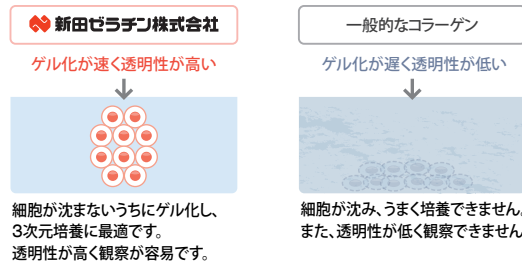 新田ゼラチン株式会社
ゲル化が速く透明性が高い
細胞が沈まないうちにゲル化し、
3次元培養に最適です。
透明性が高く観察が容易です。
一般的なコラーゲン
ゲル化が遅く透明性が低い
細胞が沈み、うまく培養できません。
また、透明性が低く観察できません